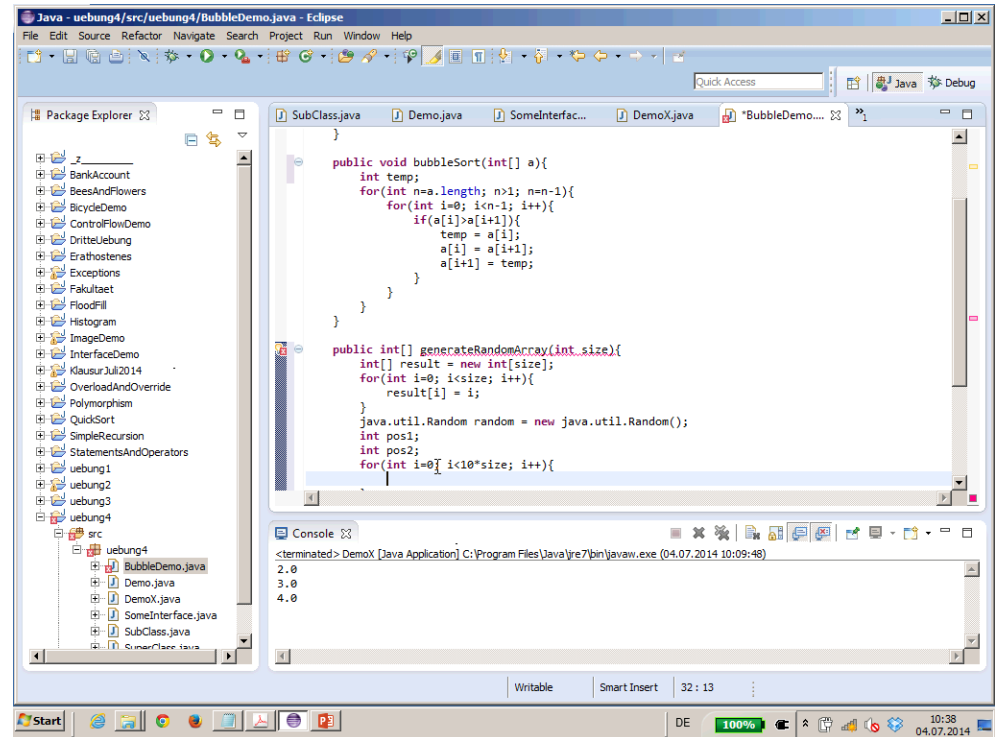 Java - uebung4/src/uebung4/BubbleDemo.java - Eclipse
File Edit Source Refactor Navigate Search Project Run Window Help
Quick Access
Java
Debug
Package Explorer
_z_________
BankAccount
BeesAndFlowers
BicycleDemo
ControlFlowDemo
DritteUebung
Erathostenes
Exceptions
Fakultaet
FloodFill
Histogram
ImageDemo
InterfaceDemo
KlausurJuli2014
OverloadAndOverride
Polymorphism
QuickSort
SimpleRecursion
StatementsAndOperators
uebung1
uebung2
uebung3
uebung4
src
uebung4
BubbleDemo.java
Demo.java
DemoX.java
SomeInterface.java
SubClass.java
SuperClass.java
SubClass.java Demo.java SomeInterfac... DemoX.java *BubbleDemo.... »1
}
public void bubbleSort(int[] a){
int temp;
for(int n=a.length; n>1; n=n-1){
for(int i=0; i<n-1; i++){
if(a[i]>a[i+1]){
temp = a[i];
a[i] = a[i+1];
a[i+1] = temp;
}
}
}
}
public int[] generateRandomArray(int size){
int[] result = new int[size];
for(int i=0; i<size; i++){
result[i] = i;
}
java.util.Random random = new java.util.Random();
int pos1;
int pos2;
for(int i=0; i<10*size; i++){
Console
<terminated> DemoX [Java Application] C:\Program Files\Java\jre7\bin\javaw.exe (04.07.2014 10:09:48)
2.0
3.0
4.0
Writable Smart Insert 32 : 13
Start
DE
100%
10:38
04.07.2014